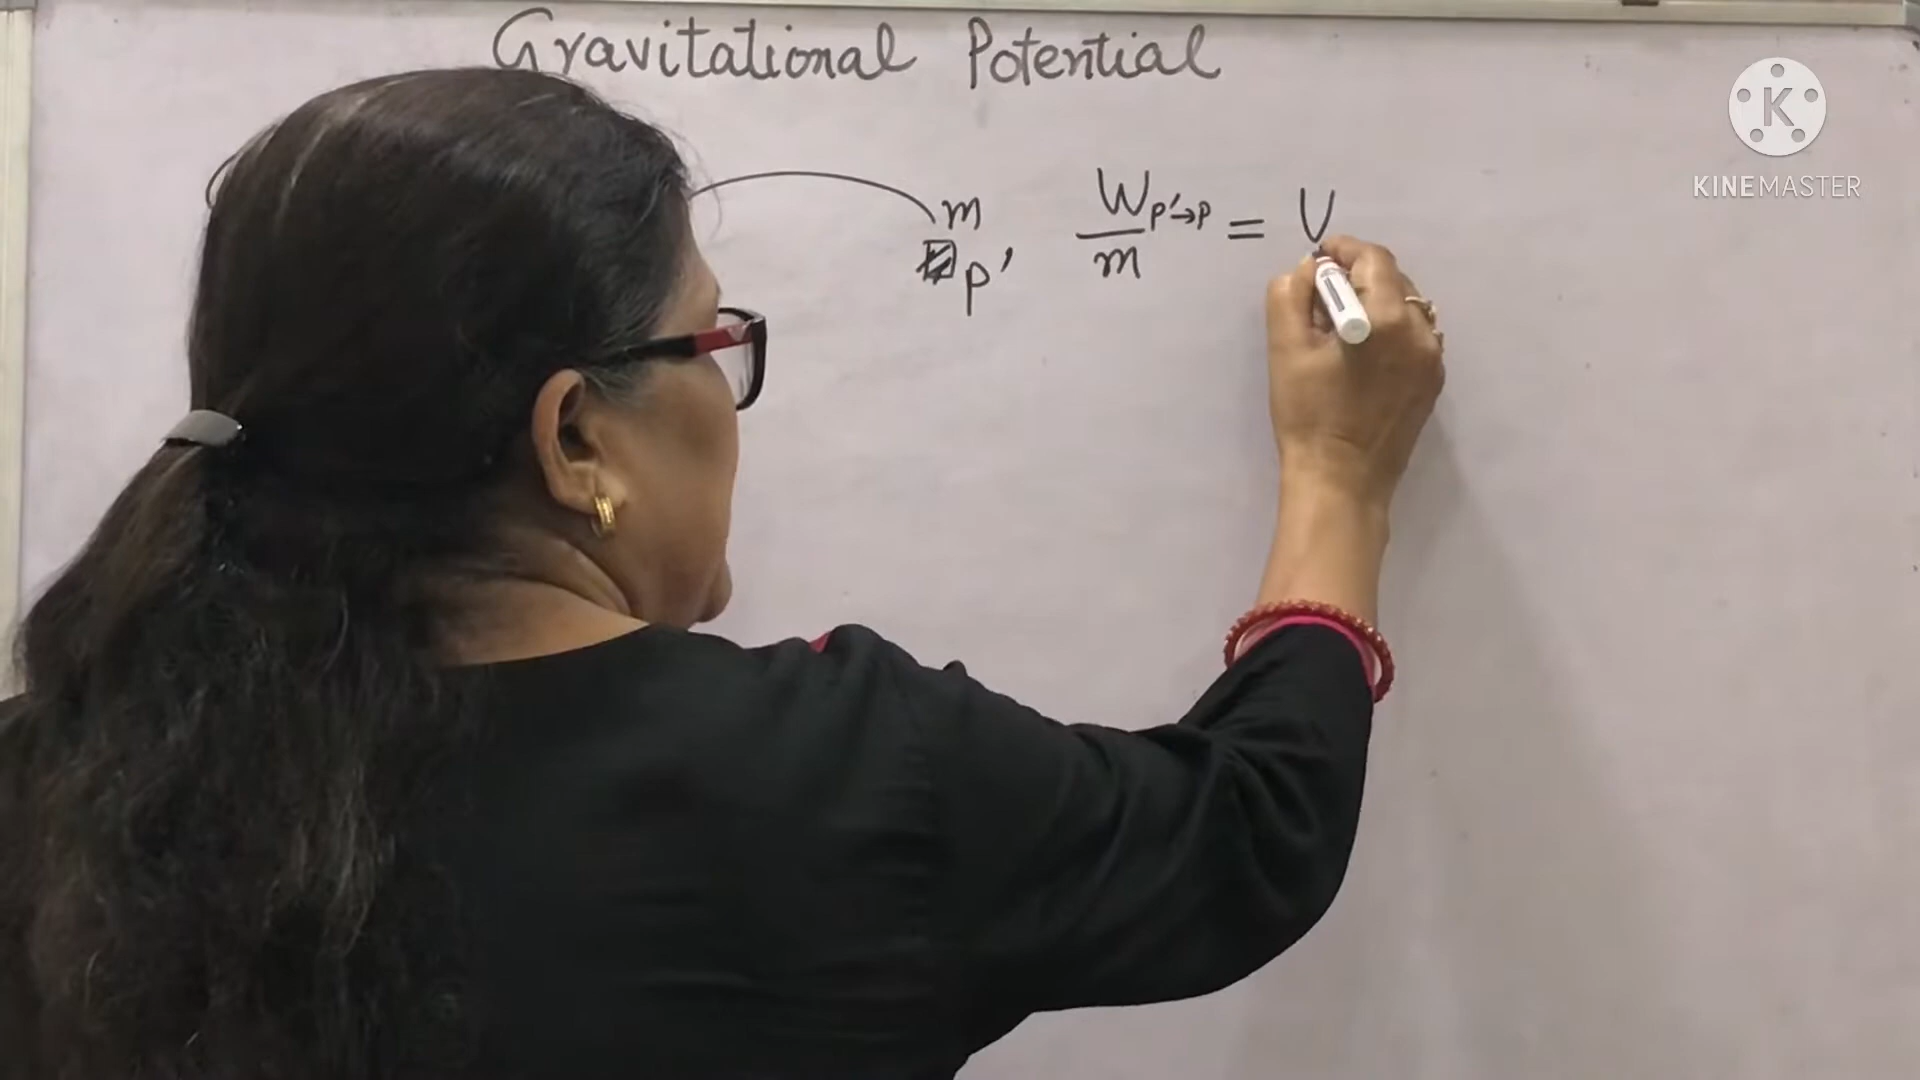 Gravitational Potential
m
p'
W p'→p / m = V
K
KINEMASTER